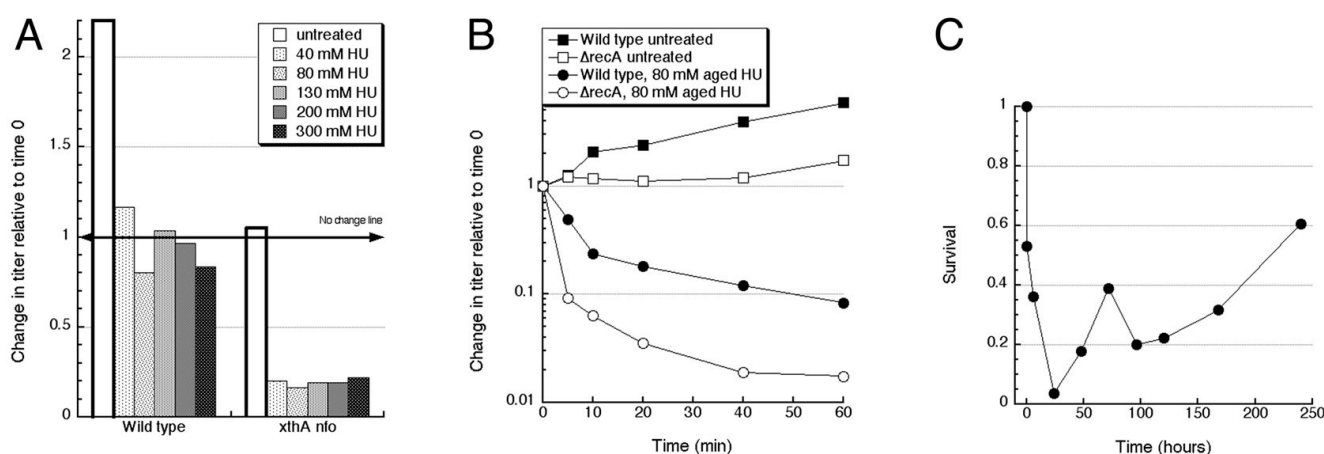 A
Change in titer relative to time 0
2
1.5
1
0.5
0
untreated
40 mM HU
80 mM HU
130 mM HU
200 mM HU
300 mM HU
No change line
Wild type
xthA nfo
B
Wild type untreated
ΔrecA untreated
Wild type, 80 mM aged HU
ΔrecA, 80 mM aged HU
Change in titer relative to time 0
1
0.1
0.01
0 10 20 30 40 50 60
Time (min)
C
Survival
1
0.8
0.6
0.4
0.2
0
0 50 100 150 200 250
Time (hours)